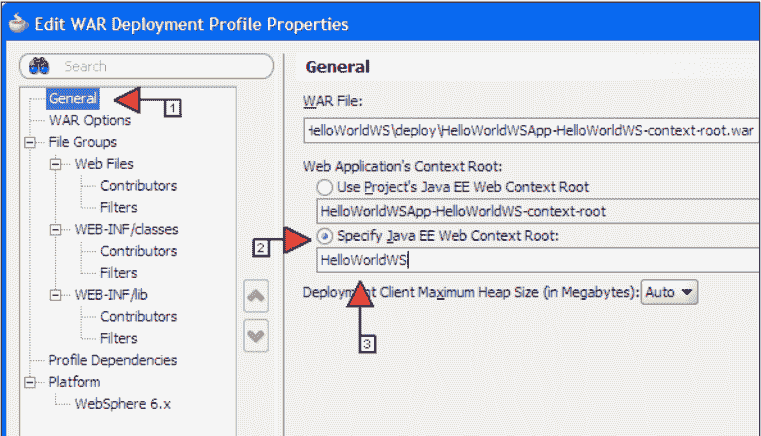 Edit WAR Deployment Profile Properties
Search
General
1
WAR Options
File Groups
Web Files
Contributors
Filters
WEB-INF/classes
Contributors
Filters
WEB-INF/lib
Contributors
Filters
Profile Dependencies
Platform
WebSphere 6.x
General
WAR File:
HelloWorldWS\deploy\HelloWorldWSApp-HelloWorldWS-context-root.war
Web Application's Context Root:
Use Project's Java EE Web Context Root
HelloWorldWSApp-HelloWorldWS-context-root
2
Specify Java EE Web Context Root:
HelloWorldWS
Deployment Client Maximum Heap Size (in Megabytes): Auto
3